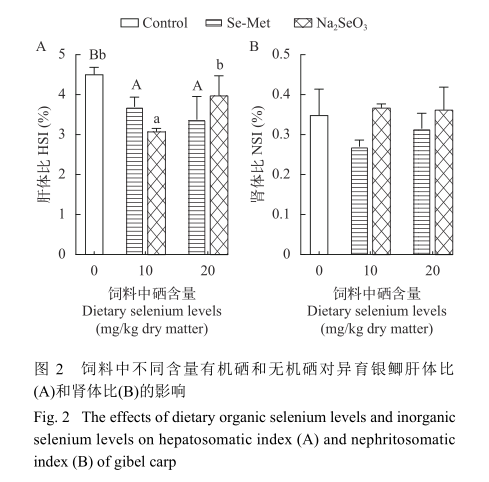 Control Se-Met Na₂SeO₃
A
肝体比 HSI (%)
5
4
3
2
1
0
Bb
A
a
A
b
0 10 20
饲料中硒含量
Dietary selenium levels
(mg/kg dry matter)
B
肾体比 NSI (%)
0.5
0.4
0.3
0.2
0.1
0
0 10 20
饲料中硒含量
Dietary selenium levels
(mg/kg dry matter)
图 2 饲料中不同含量有机硒和无机硒对异育银鲫肝体比
(A)和肾体比(B)的影响
Fig. 2 The effects of dietary organic selenium levels and inorganic
selenium levels on hepatosomatic index (A) and nephritosomatic
index (B) of gibel carp